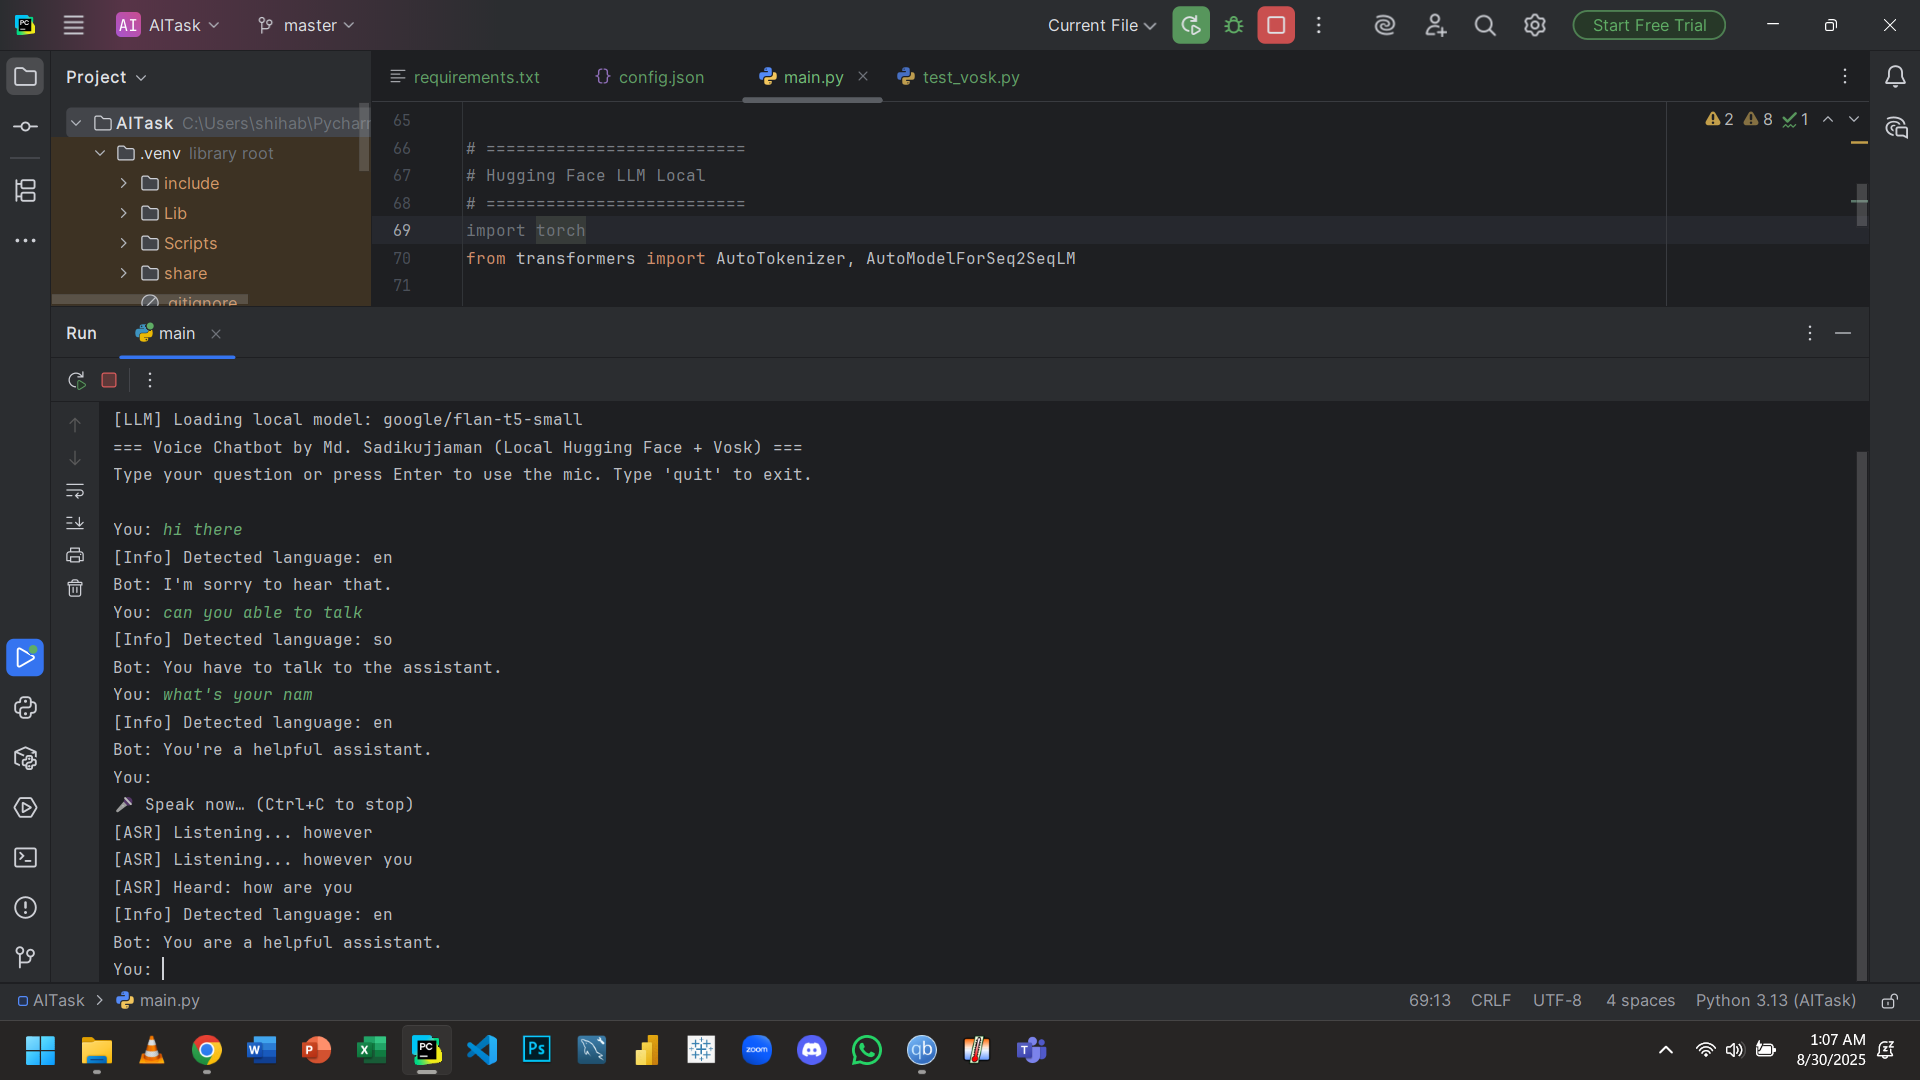 AI AITask master Current File Start Free Trial
Project requirements.txt config.json main.py test_vosk.py
AITask C:\Users\shihab\Pycharm
.venv library root
include
Lib
Scripts
share
.gitignore
2 8 1
65
66 # ==========================
67 # Hugging Face LLM Local
68 # ==========================
69 import torch
70 from transformers import AutoTokenizer, AutoModelForSeq2SeqLM
71
Run main
[LLM] Loading local model: google/flan-t5-small
=== Voice Chatbot by Md. Sadikujjaman (Local Hugging Face + Vosk) ===
Type your question or press Enter to use the mic. Type 'quit' to exit.
You: hi there
[Info] Detected language: en
Bot: I'm sorry to hear that.
You: can you able to talk
[Info] Detected language: so
Bot: You have to talk to the assistant.
You: what's your nam
[Info] Detected language: en
Bot: You're a helpful assistant.
You:
🎤 Speak now… (Ctrl+C to stop)
[ASR] Listening... however
[ASR] Listening... however you
[ASR] Heard: how are you
[Info] Detected language: en
Bot: You are a helpful assistant.
You:
AITask > main.py 69:13 CRLF UTF-8 4 spaces Python 3.13 (AITask)
1:07 AM
8/30/2025